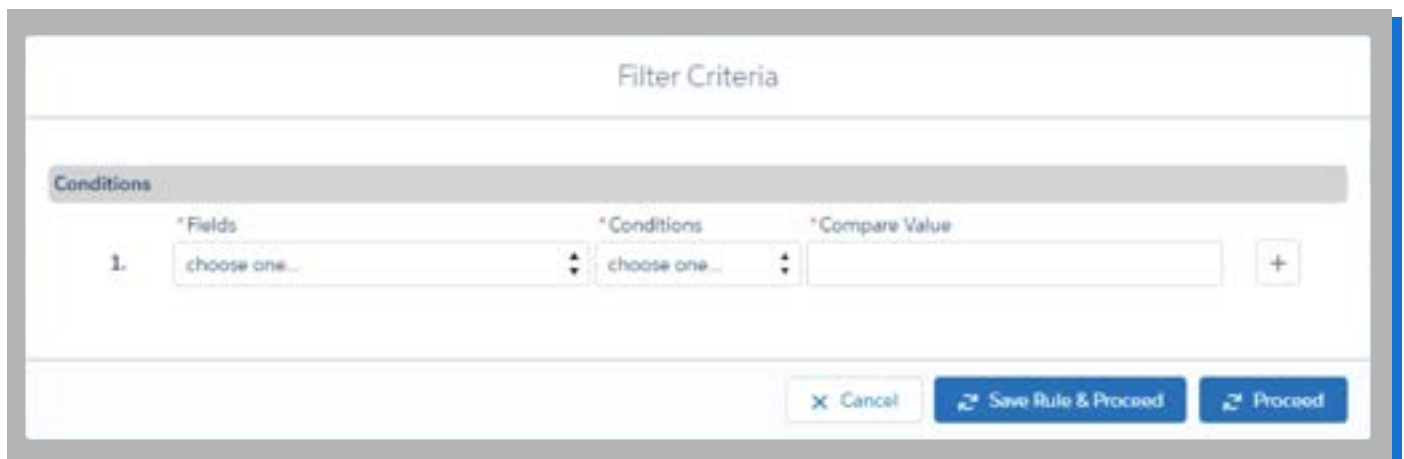 Filter Criteria
Conditions
*Fields *Conditions *Compare Value
1. choose one... choose one... +
Cancel Save Rule & Proceed Proceed